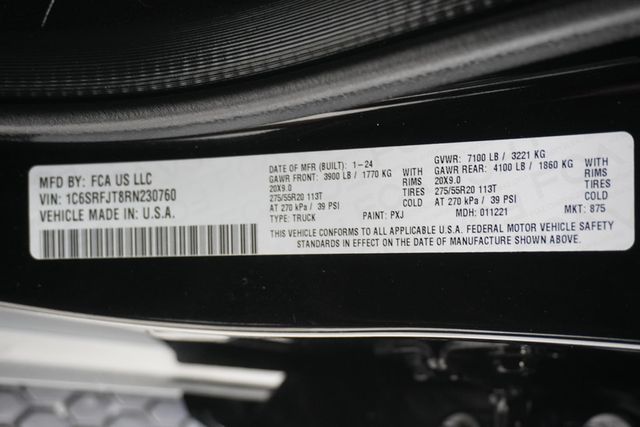 MFD BY: FCA US LLC
VIN: 1C6SRFJT8RN230760
VEHICLE MADE IN U.S.A.
DATE OF MFR (BUILT): 1-24 GVWR: 7100 LB / 3221 KG
GAWR FRONT: 3900 LB / 1770 KG WITH GAWR REAR: 4100 LB / 1860 KG WITH
20X9.0 RIMS 20X9.0 RIMS
275/55R20 113T TIRES 275/55R20 113T TIRES
AT 270 kPa / 39 PSI COLD AT 270 kPa / 39 PSI COLD
TYPE: TRUCK PAINT: PXJ MDH: 011221 MKT: 875
THIS VEHICLE CONFORMS TO ALL APPLICABLE U.S.A. FEDERAL MOTOR VEHICLE SAFETY
STANDARDS IN EFFECT ON THE DATE OF MANUFACTURE SHOWN ABOVE.